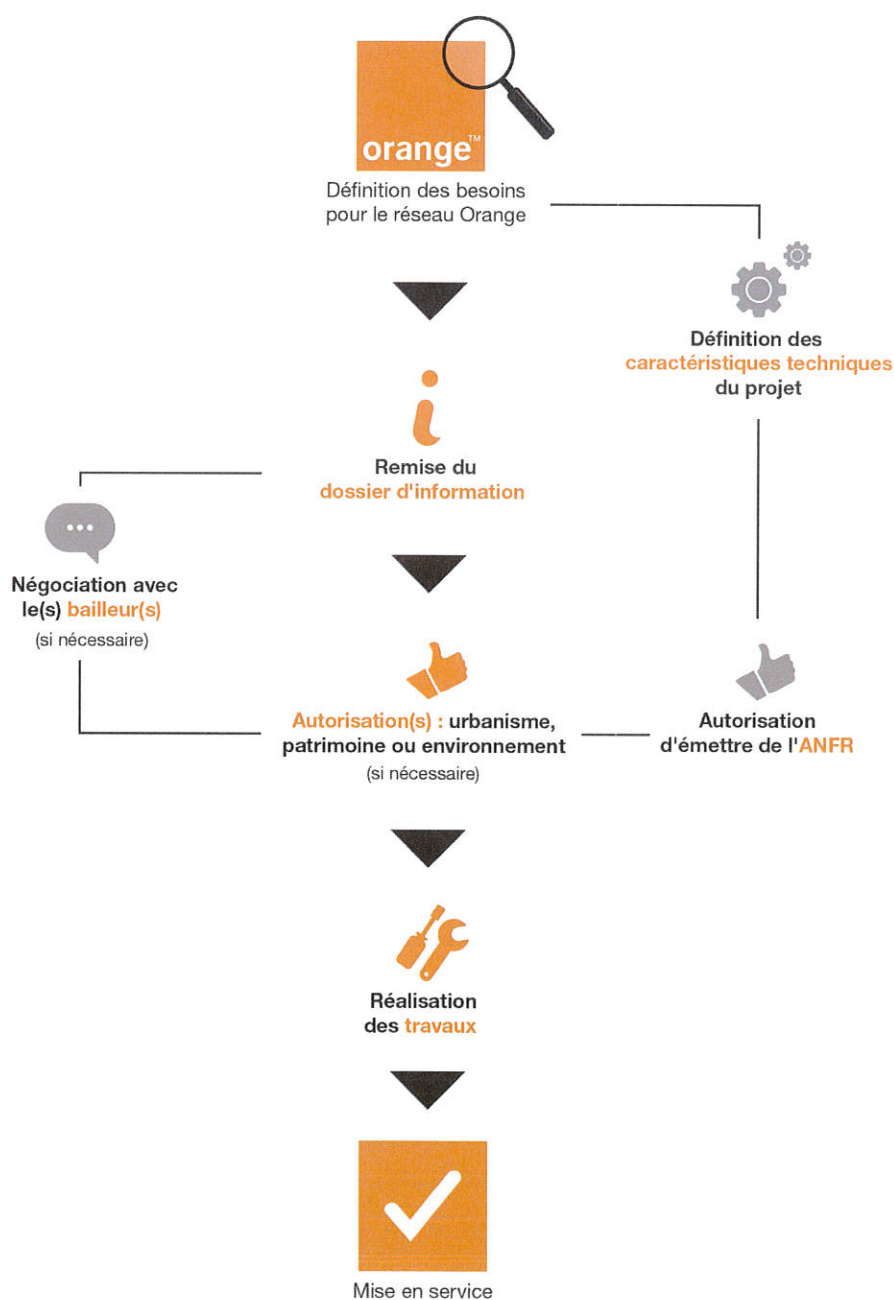 orange™
Définition des besoins
pour le réseau Orange
Définition des
caractéristiques techniques
du projet
Remise du
dossier d'information
Négociation avec
le(s) bailleur(s)
(si nécessaire)
Autorisation(s) : urbanisme,
patrimoine ou environnement
(si nécessaire)
Autorisation
d'émettre de l'ANFR
Réalisation
des travaux
Mise en service